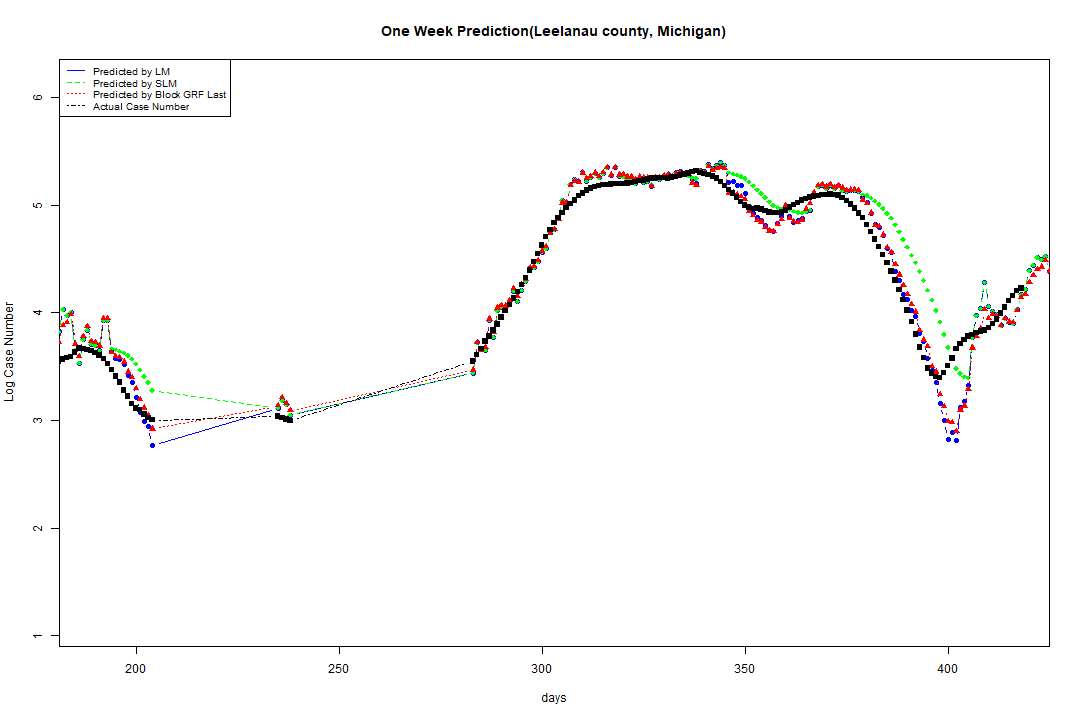 One Week Prediction(Leelanau county, Michigan)
Predicted by LM
Predicted by SLM
Predicted by Block GRF Last
Actual Case Number
6
5
4
3
2
1
Log Case Number
200 250 300 350 400
days